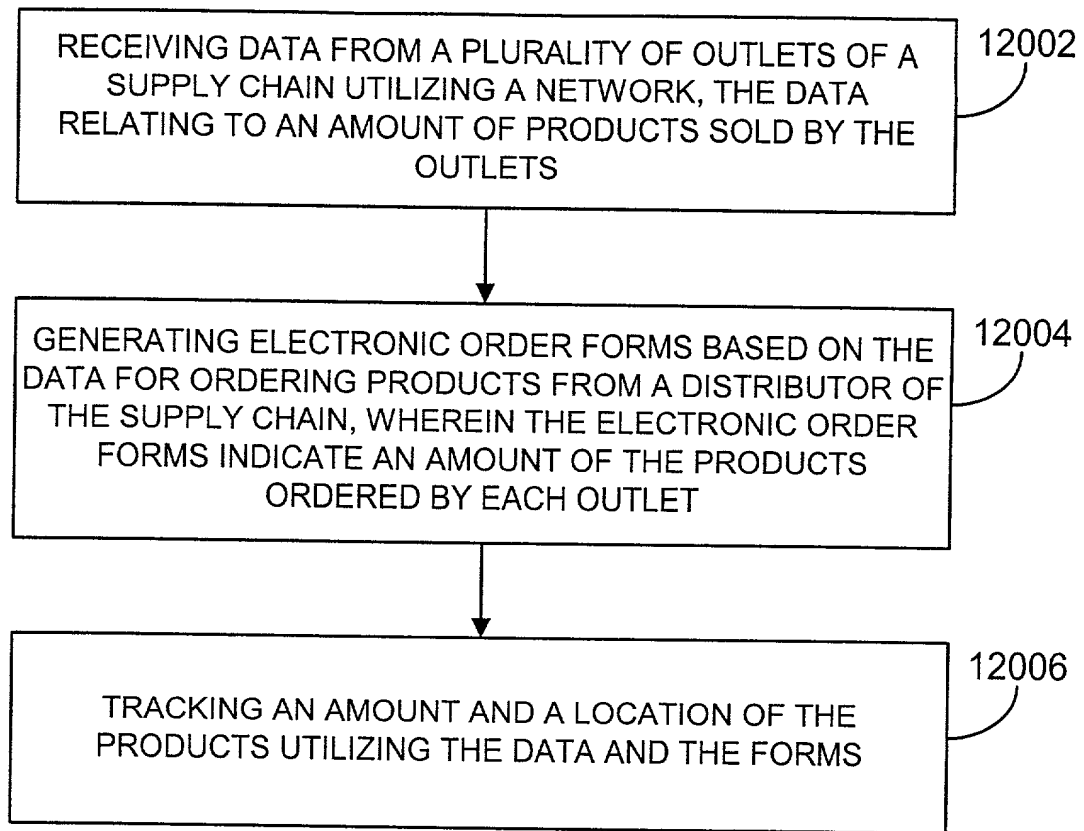 RECEIVING DATA FROM A PLURALITY OF OUTLETS OF A
SUPPLY CHAIN UTILIZING A NETWORK, THE DATA
RELATING TO AN AMOUNT OF PRODUCTS SOLD BY THE
OUTLETS
12002
GENERATING ELECTRONIC ORDER FORMS BASED ON THE
DATA FOR ORDERING PRODUCTS FROM A DISTRIBUTOR OF
THE SUPPLY CHAIN, WHEREIN THE ELECTRONIC ORDER
FORMS INDICATE AN AMOUNT OF THE PRODUCTS
ORDERED BY EACH OUTLET
12004
TRACKING AN AMOUNT AND A LOCATION OF THE
PRODUCTS UTILIZING THE DATA AND THE FORMS
12006